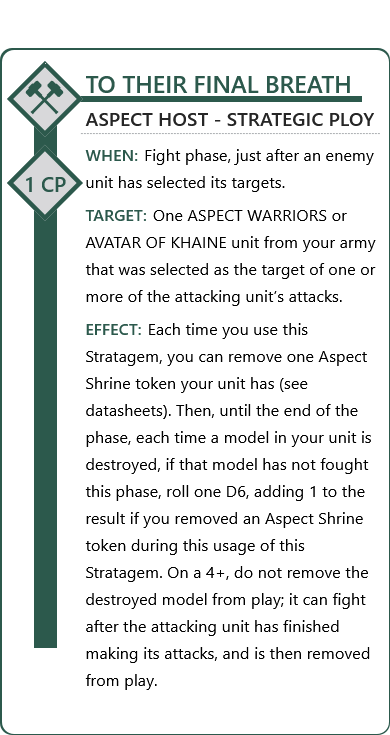 TO THEIR FINAL BREATH
ASPECT HOST - STRATEGIC PLOY
1 CP
WHEN: Fight phase, just after an enemy
unit has selected its targets.
TARGET: One ASPECT WARRIORS or
AVATAR OF KHAINE unit from your army
that was selected as the target of one or
more of the attacking unit’s attacks.
EFFECT: Each time you use this
Stratagem, you can remove one Aspect
Shrine token your unit has (see
datasheets). Then, until the end of the
phase, each time a model in your unit is
destroyed, if that model has not fought
this phase, roll one D6, adding 1 to the
result if you removed an Aspect Shrine
token during this usage of this
Stratagem. On a 4+, do not remove the
destroyed model from play; it can fight
after the attacking unit has finished
making its attacks, and is then removed
from play.